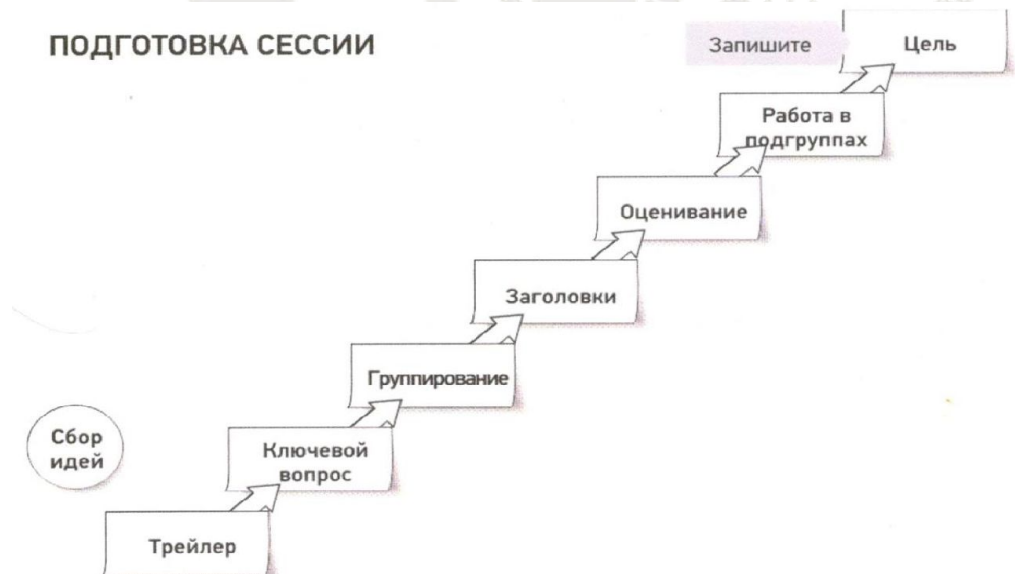 ПОДГОТОВКА СЕССИИ
Запишите
Цель
Работа в
подгруппах
Оценивание
Заголовки
Группирование
Сбор
идей
Ключевой
вопрос
Трейлер